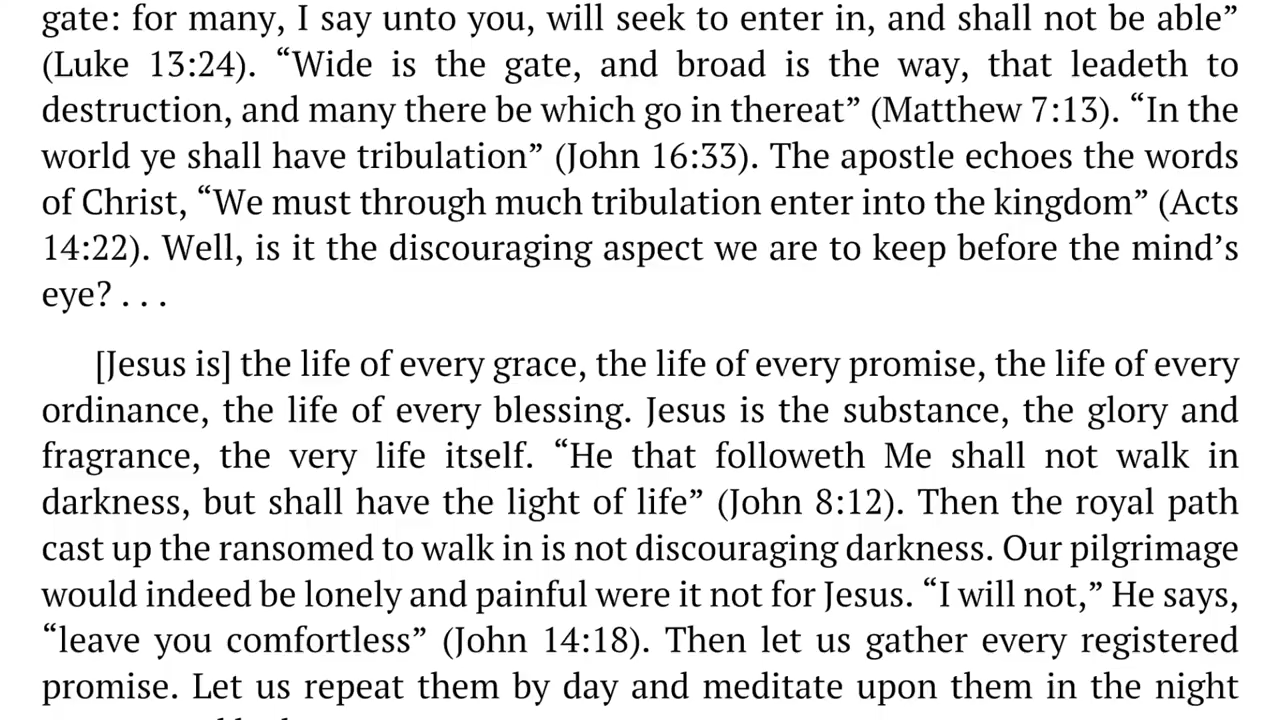 gate: for many, I say unto you, will seek to enter in, and shall not be able”
(Luke 13:24). “Wide is the gate, and broad is the way, that leadeth to
destruction, and many there be which go in thereat” (Matthew 7:13). “In the
world ye shall have tribulation” (John 16:33). The apostle echoes the words
of Christ, “We must through much tribulation enter into the kingdom” (Acts
14:22). Well, is it the discouraging aspect we are to keep before the mind’s
eye? . . .
[Jesus is] the life of every grace, the life of every promise, the life of every
ordinance, the life of every blessing. Jesus is the substance, the glory and
fragrance, the very life itself. “He that followeth Me shall not walk in
darkness, but shall have the light of life” (John 8:12). Then the royal path
cast up the ransomed to walk in is not discouraging darkness. Our pilgrimage
would indeed be lonely and painful were it not for Jesus. “I will not,” He says,
“leave you comfortless” (John 14:18). Then let us gather every registered
promise. Let us repeat them by day and meditate upon them in the night